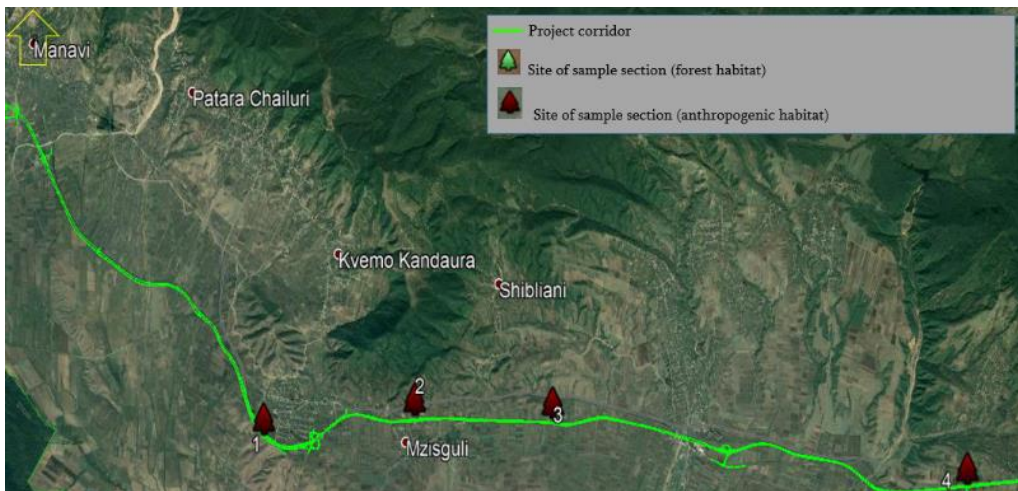 Project corridor
Site of sample section (forest habitat)
Site of sample section (anthropogenic habitat)
Manavi
Patara Chailuri
Kvemo Kandaura
Shibliani
1
2
3
Mzisguli
4